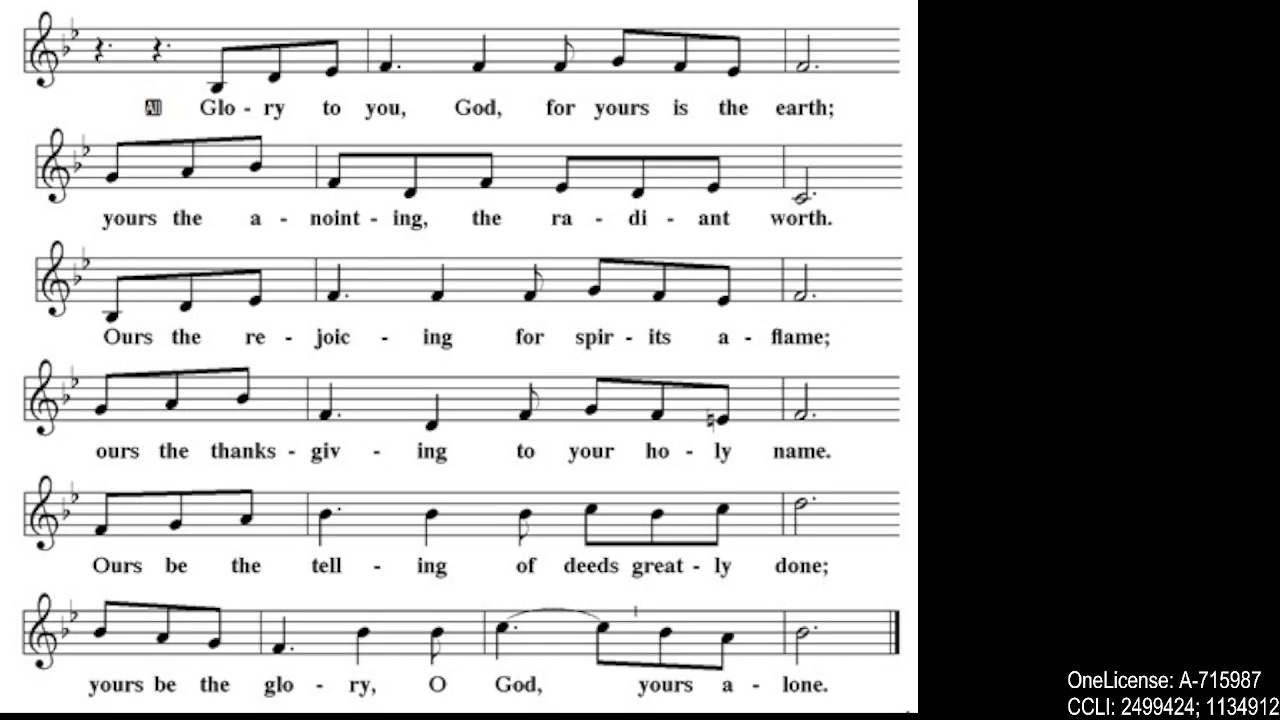 All Glo - ry to you, God, for yours is the earth;
yours the a - noint - ing, the ra - di - ant worth.
Ours the re - joic - ing for spir - its a - flame;
ours the thanks - giv - ing to your ho - ly name.
Ours be the tell - ing of deeds great - ly done;
yours be the glo - ry, O God, yours a - lone.
OneLicense: A-715987
CCLI: 2499424; 1134912